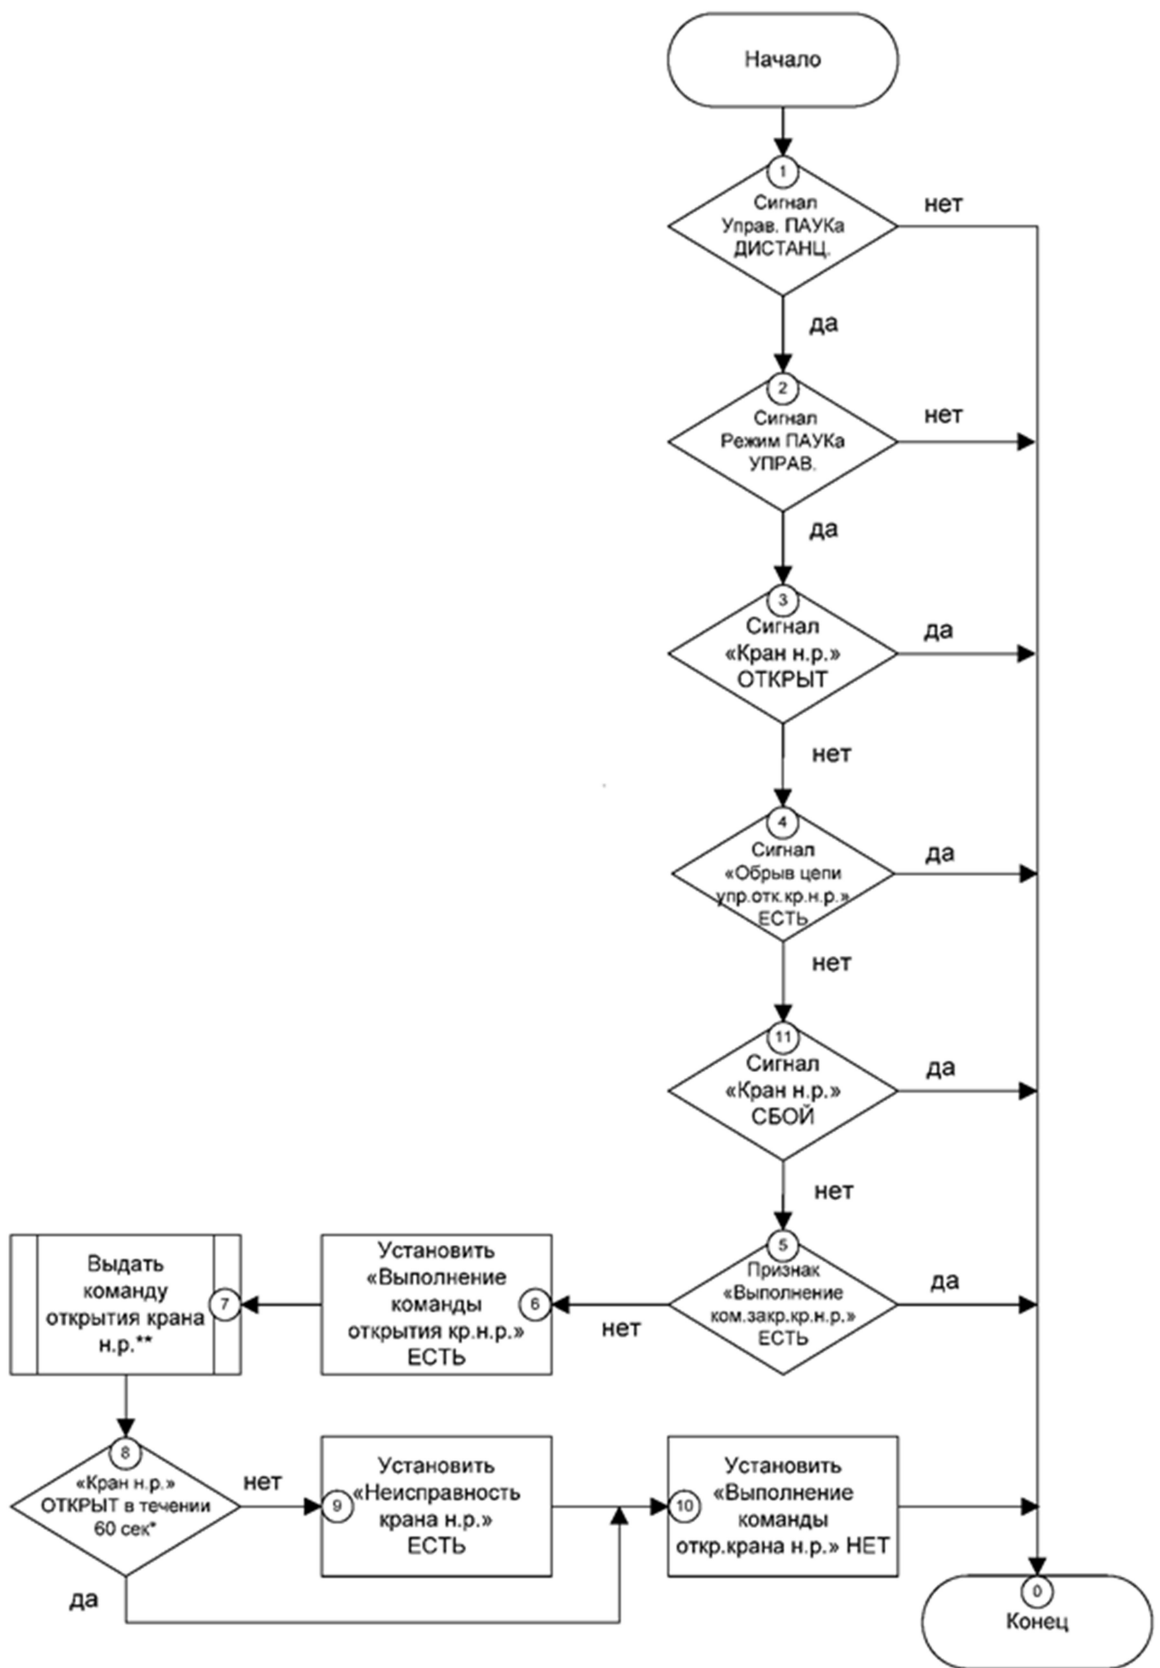 Начало
1
Сигнал
Управ. ПАУКа
ДИСТАНЦ.
нет
да
2
Сигнал
Режим ПАУКа
УПРАВ.
нет
да
3
Сигнал
«Кран н.р.»
ОТКРЫТ
да
нет
4
Сигнал
«Обрыв цепи
упр.отк.кр.н.р.»
ЕСТЬ
да
нет
11
Сигнал
«Кран н.р.»
СБОЙ
да
нет
5
Признак
«Выполнение
ком.закр.кр.н.р.»
ЕСТЬ
да
нет
Установить
«Выполнение
команды
открытия кр.н.р.»
ЕСТЬ
6
Выдать
команду
открытия крана
н.р.**
7
8
«Кран н.р.»
ОТКРЫТ в течении
60 сек*
нет
да
9
Установить
«Неисправность
крана н.р.»
ЕСТЬ
10
Установить
«Выполнение
команды
откр.крана н.р.» НЕТ
0
Конец